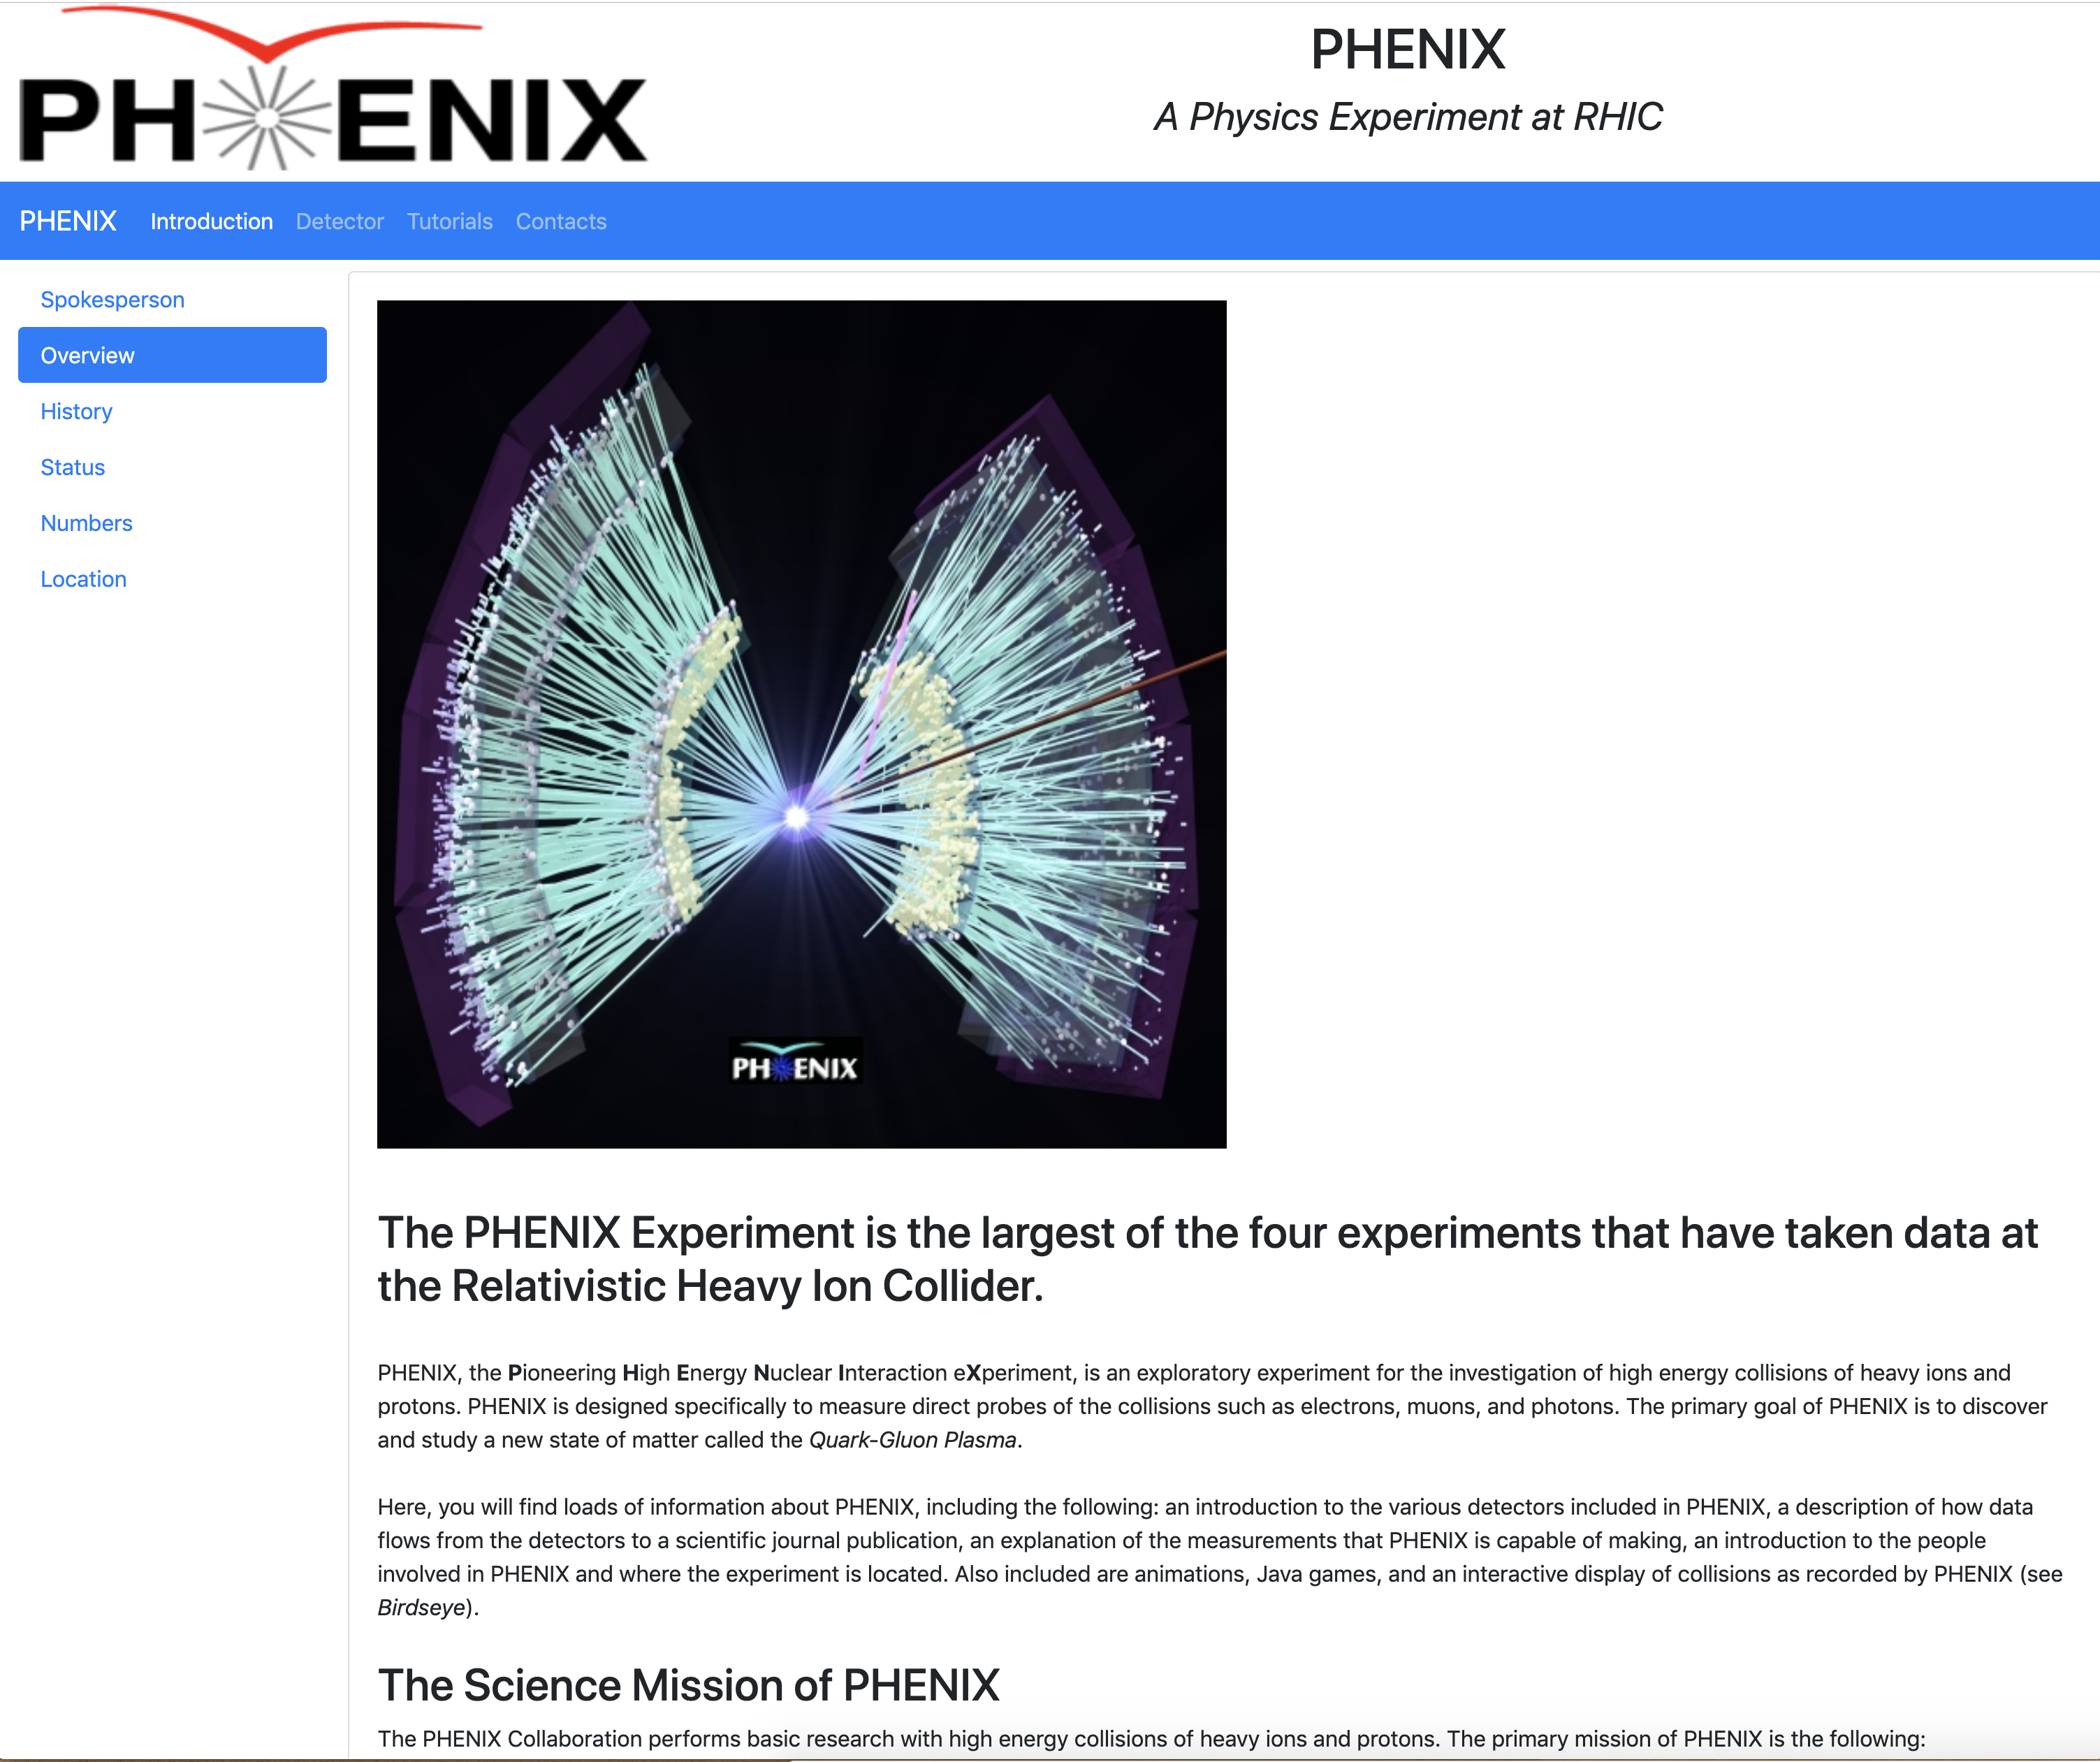 PHENIX
PHENIX
A Physics Experiment at RHIC
PHENIX Introduction Detector Tutorials Contacts
Spokesperson
Overview
History
Status
Numbers
Location
PHENIX
The PHENIX Experiment is the largest of the four experiments that have taken data at
the Relativistic Heavy Ion Collider.
PHENIX, the Pioneering High Energy Nuclear Interaction eXperiment, is an exploratory experiment for the investigation of high energy collisions of heavy ions and
protons. PHENIX is designed specifically to measure direct probes of the collisions such as electrons, muons, and photons. The primary goal of PHENIX is to discover
and study a new state of matter called the Quark-Gluon Plasma.
Here, you will find loads of information about PHENIX, including the following: an introduction to the various detectors included in PHENIX, a description of how data
flows from the detectors to a scientific journal publication, an explanation of the measurements that PHENIX is capable of making, an introduction to the people
involved in PHENIX and where the experiment is located. Also included are animations, Java games, and an interactive display of collisions as recorded by PHENIX (see
Birdseye).
The Science Mission of PHENIX
The PHENIX Collaboration performs basic research with high energy collisions of heavy ions and protons. The primary mission of PHENIX is the following: